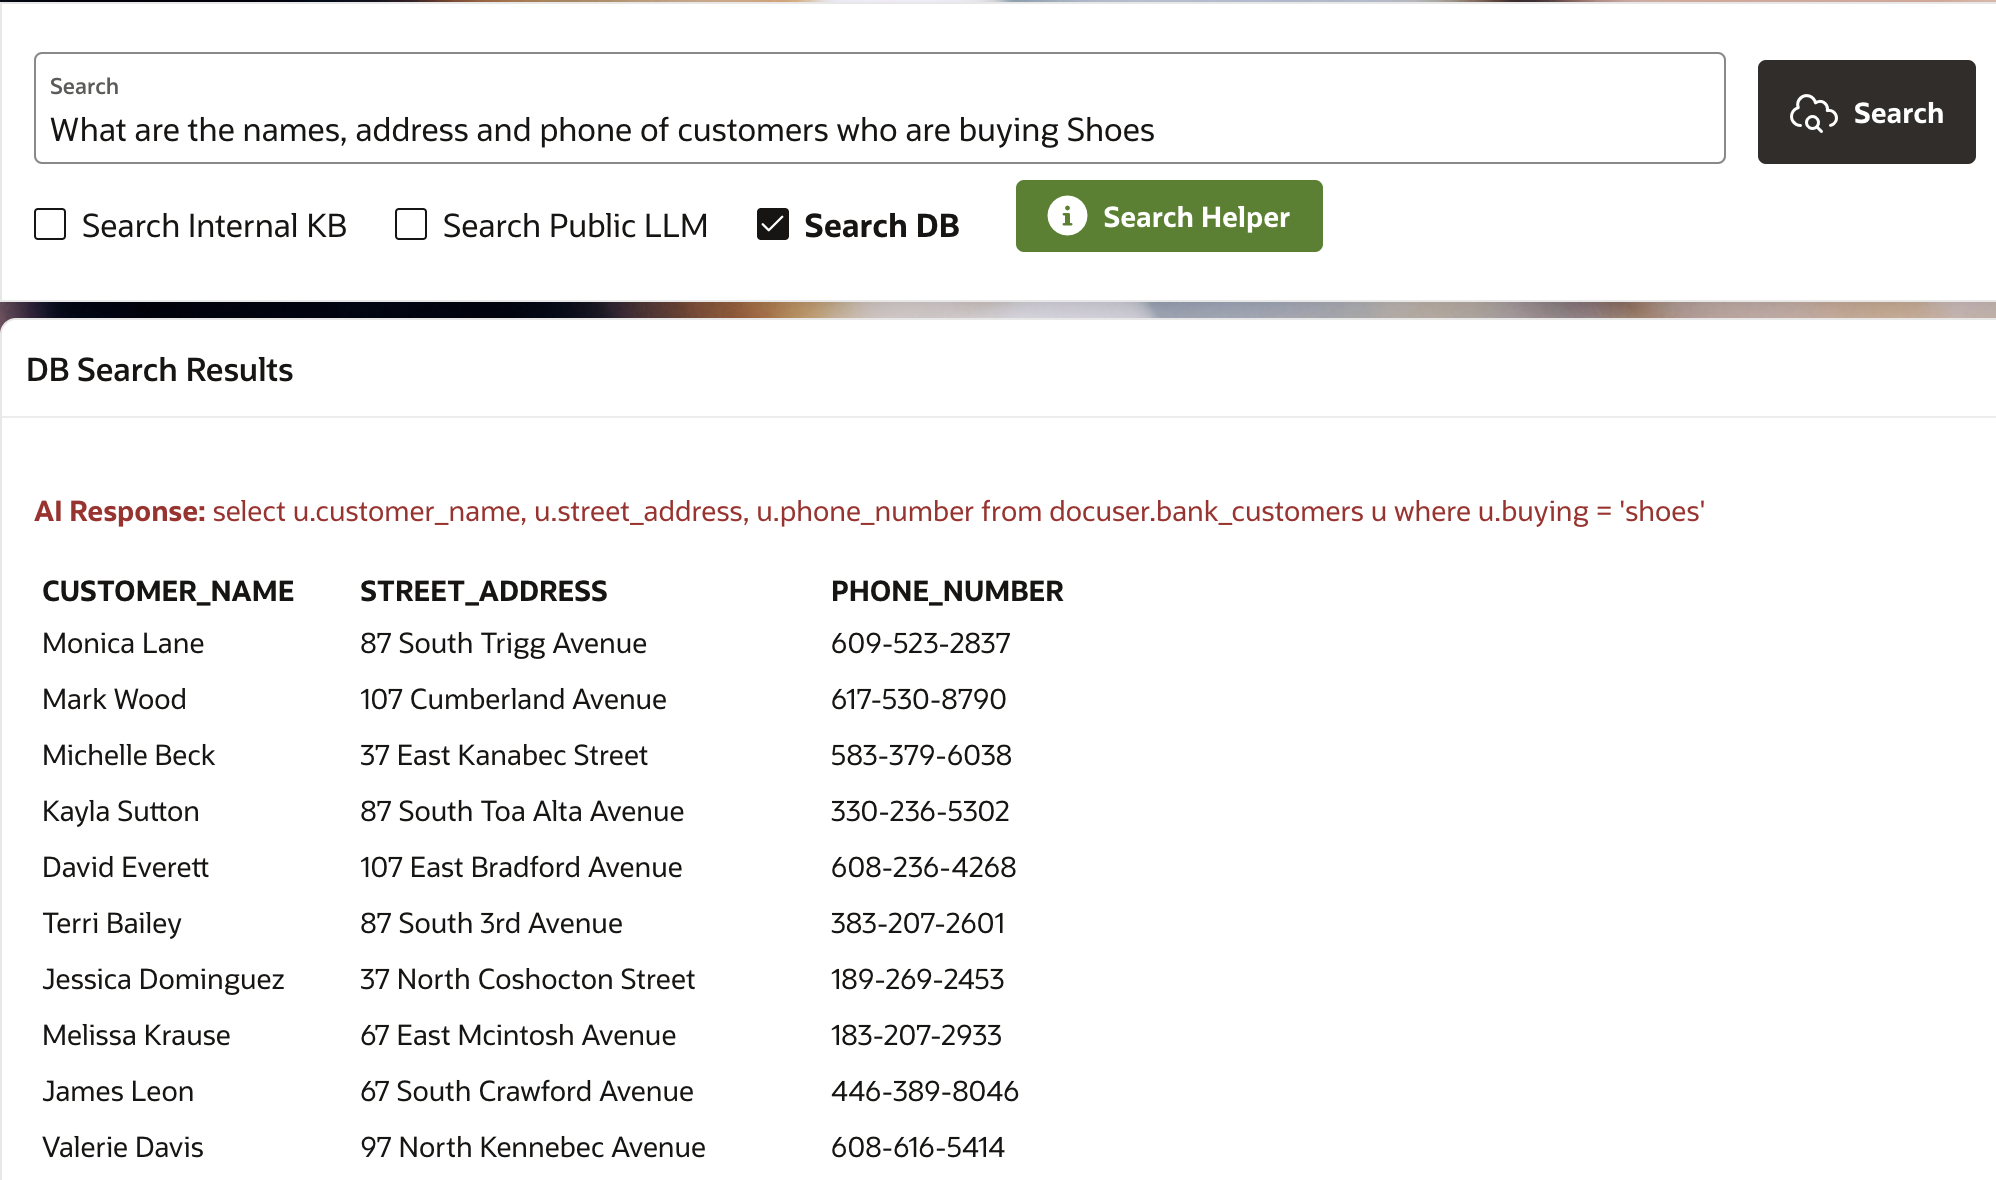 Search
What are the names, address and phone of customers who are buying Shoes
Search
Search Internal KB Search Public LLM Search DB Search Helper
DB Search Results
AI Response: select u.customer_name, u.street_address, u.phone_number from docuser.bank_customers u where u.buying = 'shoes'
CUSTOMER_NAME STREET_ADDRESS PHONE_NUMBER
Monica Lane 87 South Trigg Avenue 609-523-2837
Mark Wood 107 Cumberland Avenue 617-530-8790
Michelle Beck 37 East Kanabec Street 583-379-6038
Kayla Sutton 87 South Toa Alta Avenue 330-236-5302
David Everett 107 East Bradford Avenue 608-236-4268
Terri Bailey 87 South 3rd Avenue 383-207-2601
Jessica Dominguez 37 North Coshocton Street 189-269-2453
Melissa Krause 67 East Mcintosh Avenue 183-207-2933
James Leon 67 South Crawford Avenue 446-389-8046
Valerie Davis 97 North Kennebec Avenue 608-616-5414